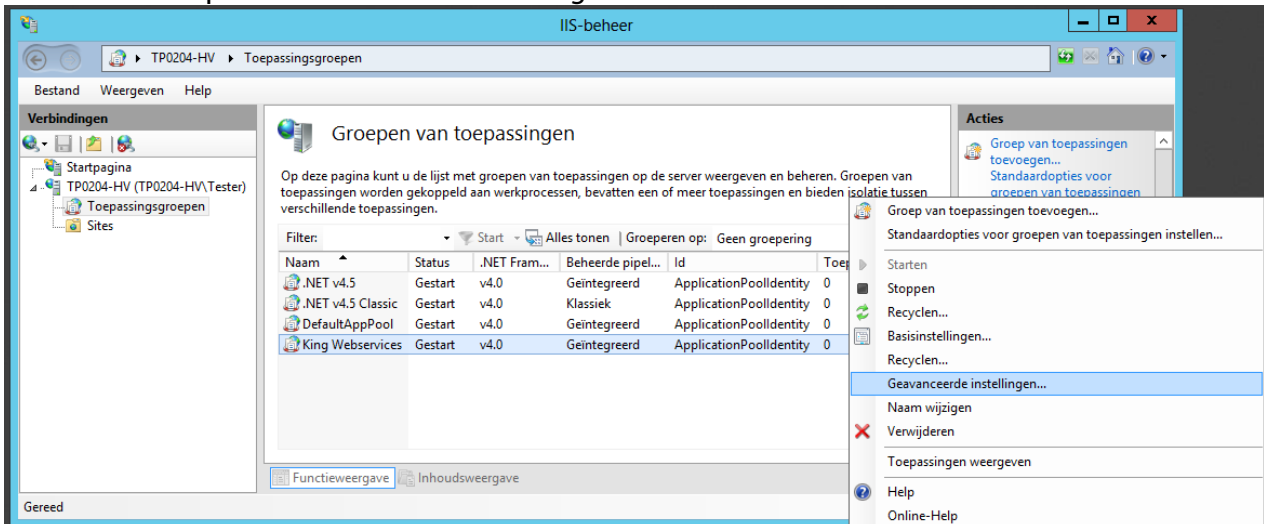 IIS-beheer
TP0204-HV Toepassingsgroepen
Bestand Weergeven Help
Verbindingen
Startpagina
TP0204-HV (TP0204-HV\Tester)
Toepassingsgroepen
Sites
Groepen van toepassingen
Op deze pagina kunt u de lijst met groepen van toepassingen op de server weergeven en beheren. Groepen van
toepassingen worden gekoppeld aan werkprocessen, bevatten een of meer toepassingen en bieden isolatie tussen
verschillende toepassingen.
Filter: Start Alles tonen Groeperen op: Geen groepering
Naam Status .NET Fram... Beheerde pipel... Id
.NET v4.5 Gestart v4.0 Geïntegreerd ApplicationPoolIdentity 0
.NET v4.5 Classic Gestart v4.0 Klassiek ApplicationPoolIdentity 0
DefaultAppPool Gestart v4.0 Geïntegreerd ApplicationPoolIdentity 0
King Webservices Gestart v4.0 Geïntegreerd ApplicationPoolIdentity 0
Functieweergave Inhoudsweergave
Gereed
Acties
Groep van toepassingen
toevoegen...
Standaardopties voor
groepen van toepassingen
Groep van toepassingen toevoegen...
Standaardopties voor groepen van toepassingen instellen...
Starten
Stoppen
Recyclen...
Basisinstellingen...
Recyclen...
Geavanceerde instellingen...
Naam wijzigen
Verwijderen
Toepassingen weergeven
Help
Online-Help